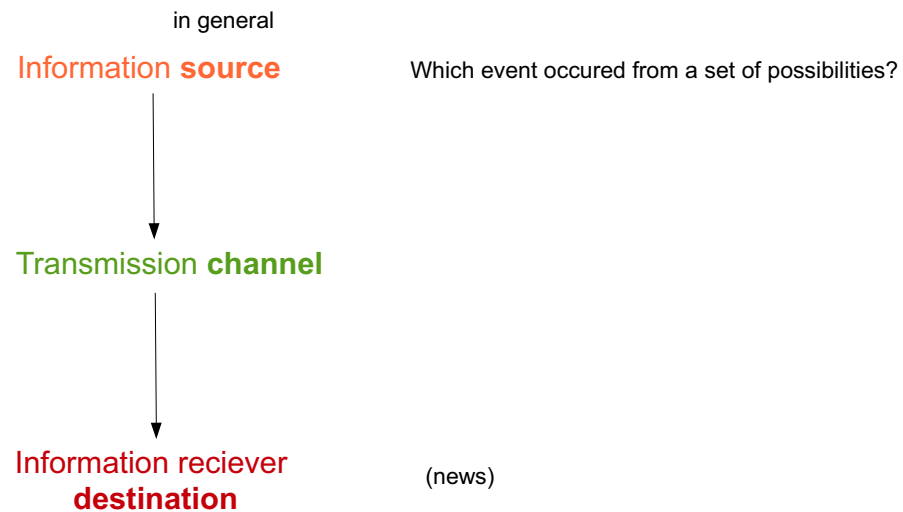 in general
Information source
Which event occured from a set of possibilities?
Transmission channel
Information reciever
destination
(news)